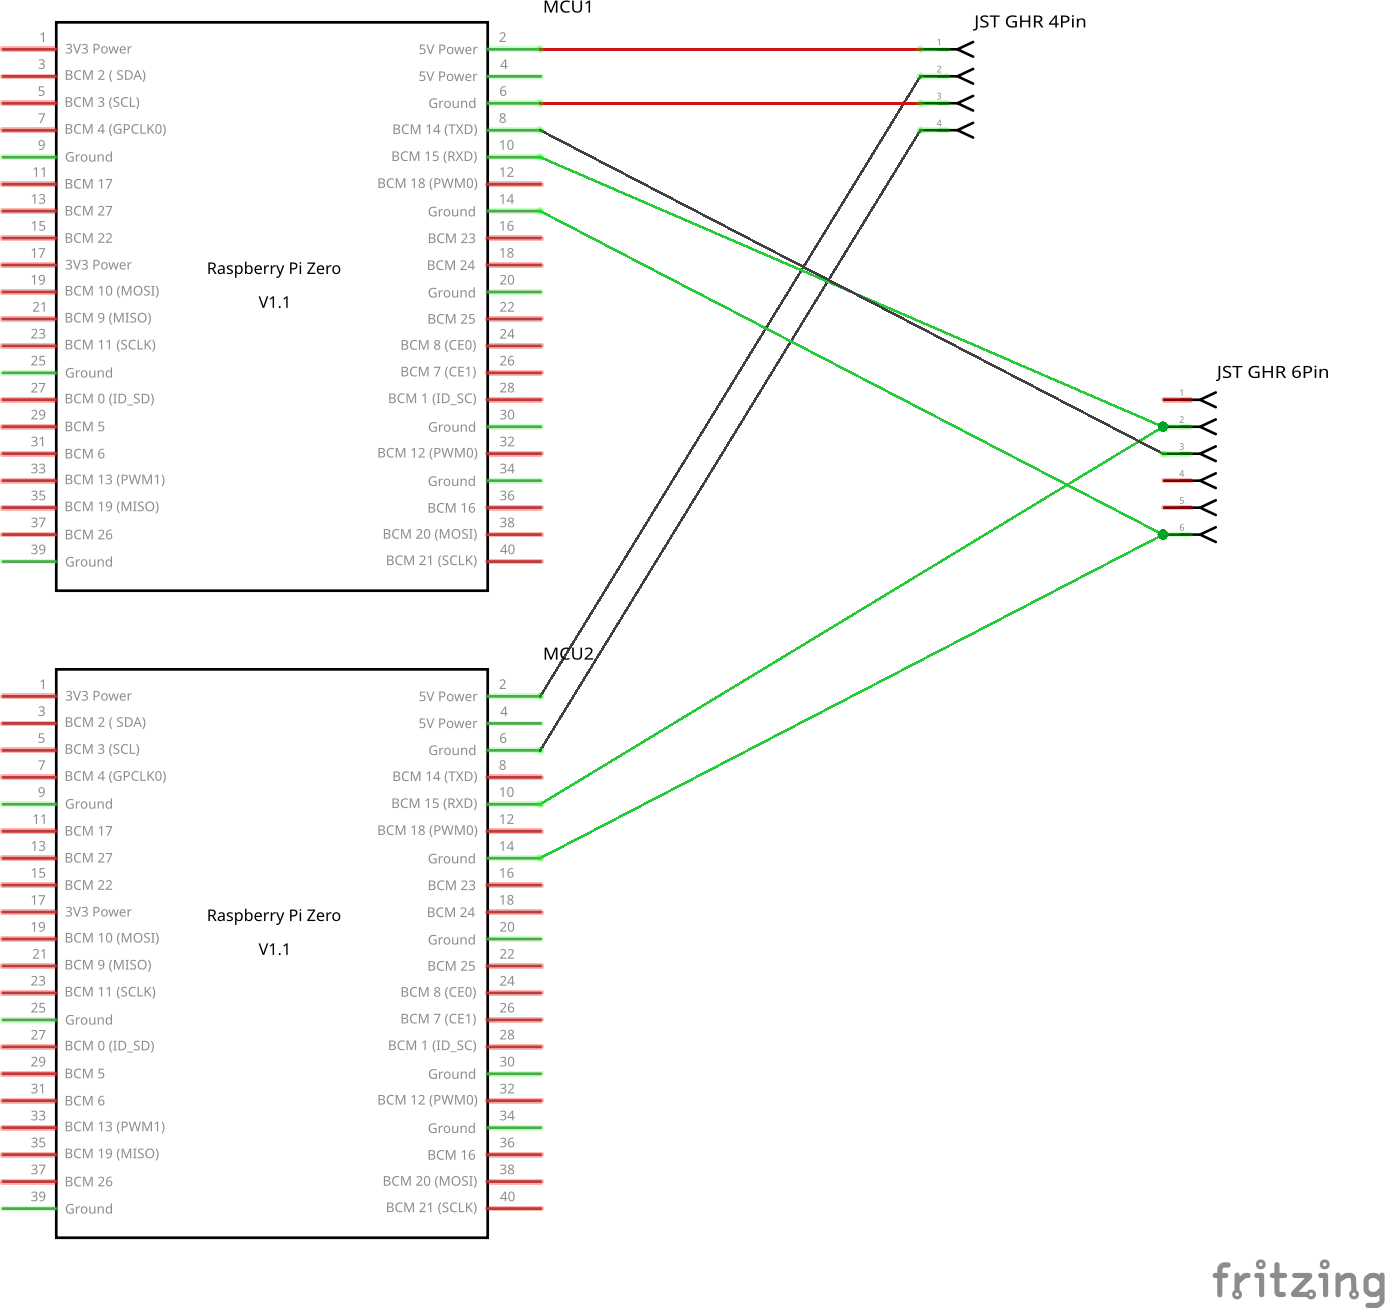 MCU1
JST GHR 4Pin
1 3V3 Power 5V Power 2 1
3 BCM 2 ( SDA) 5V Power 4 2
5 BCM 3 (SCL) Ground 6 3
7 BCM 4 (GPCLK0) BCM 14 (TXD) 8 4
9 Ground BCM 15 (RXD) 10
11 BCM 17 BCM 18 (PWM0) 12
13 BCM 27 Ground 14
15 BCM 22 BCM 23 16
17 3V3 Power BCM 24 18
Raspberry Pi Zero
19 BCM 10 (MOSI) Ground 20
V1.1
21 BCM 9 (MISO) BCM 25 22
23 BCM 11 (SCLK) BCM 8 (CE0) 24
25 Ground BCM 7 (CE1) 26
27 BCM 0 (ID_SD) BCM 1 (ID_SC) 28
29 BCM 5 Ground 30
31 BCM 6 BCM 12 (PWM0) 32
33 BCM 13 (PWM1) Ground 34
35 BCM 19 (MISO) BCM 16 36
37 BCM 26 BCM 20 (MOSI) 38
39 Ground BCM 21 (SCLK) 40
JST GHR 6Pin
1
2
3
4
5
6
MCU2
1 3V3 Power 5V Power 2
3 BCM 2 ( SDA) 5V Power 4
5 BCM 3 (SCL) Ground 6
7 BCM 4 (GPCLK0) BCM 14 (TXD) 8
9 Ground BCM 15 (RXD) 10
11 BCM 17 BCM 18 (PWM0) 12
13 BCM 27 Ground 14
15 BCM 22 BCM 23 16
17 3V3 Power BCM 24 18
Raspberry Pi Zero
19 BCM 10 (MOSI) Ground 20
V1.1
21 BCM 9 (MISO) BCM 25 22
23 BCM 11 (SCLK) BCM 8 (CE0) 24
25 Ground BCM 7 (CE1) 26
27 BCM 0 (ID_SD) BCM 1 (ID_SC) 28
29 BCM 5 Ground 30
31 BCM 6 BCM 12 (PWM0) 32
33 BCM 13 (PWM1) Ground 34
35 BCM 19 (MISO) BCM 16 36
37 BCM 26 BCM 20 (MOSI) 38
39 Ground BCM 21 (SCLK) 40
fritzing